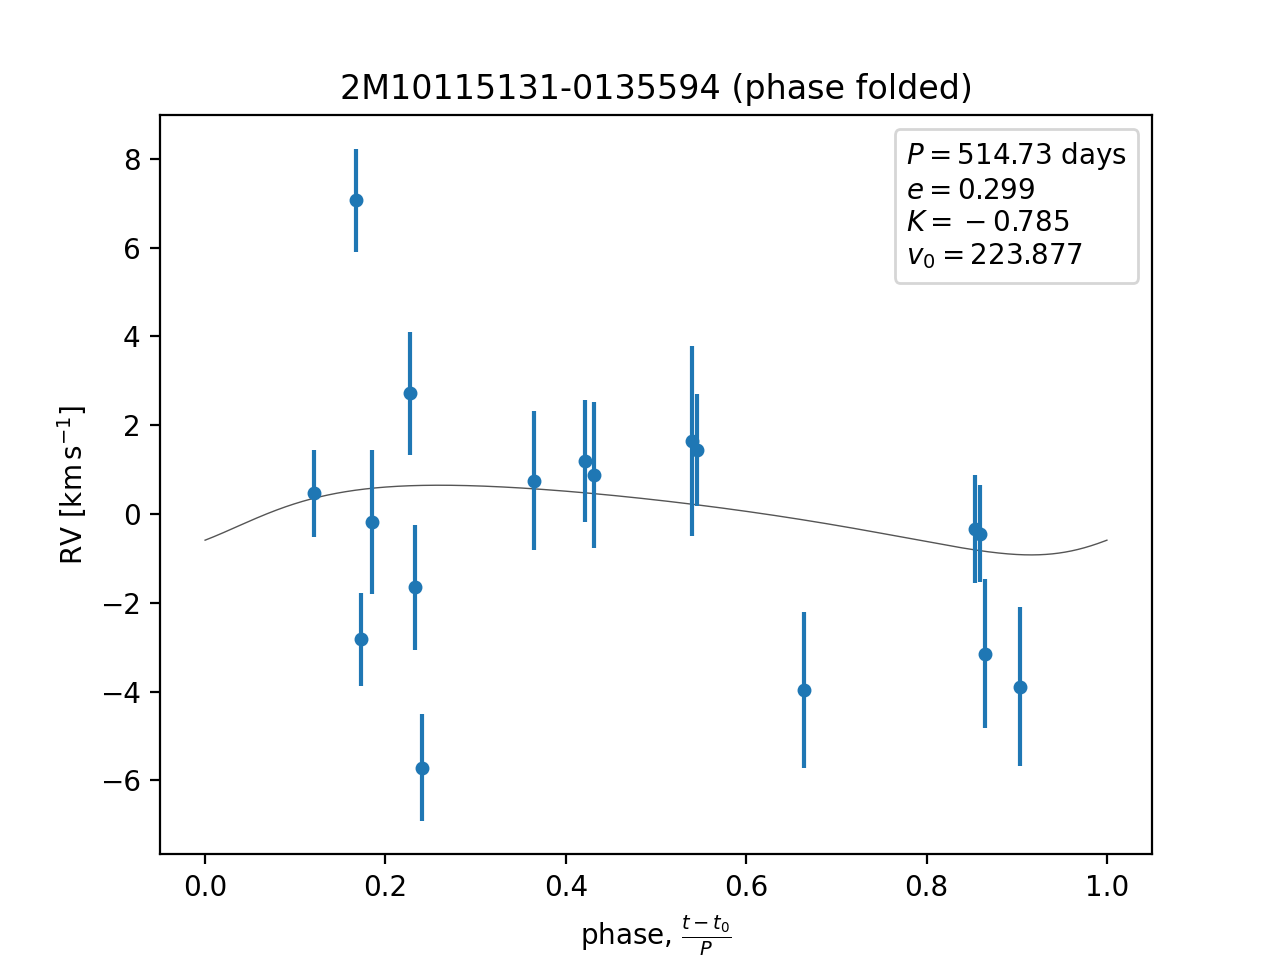 2M10115131-0135594 (phase folded)
P = 514.73 days
e = 0.299
K = −0.785
v₀ = 223.877
RV [km s⁻¹]
8
6
4
2
0
−2
−4
−6
0.0 0.2 0.4 0.6 0.8 1.0
phase, (t − t₀)/P